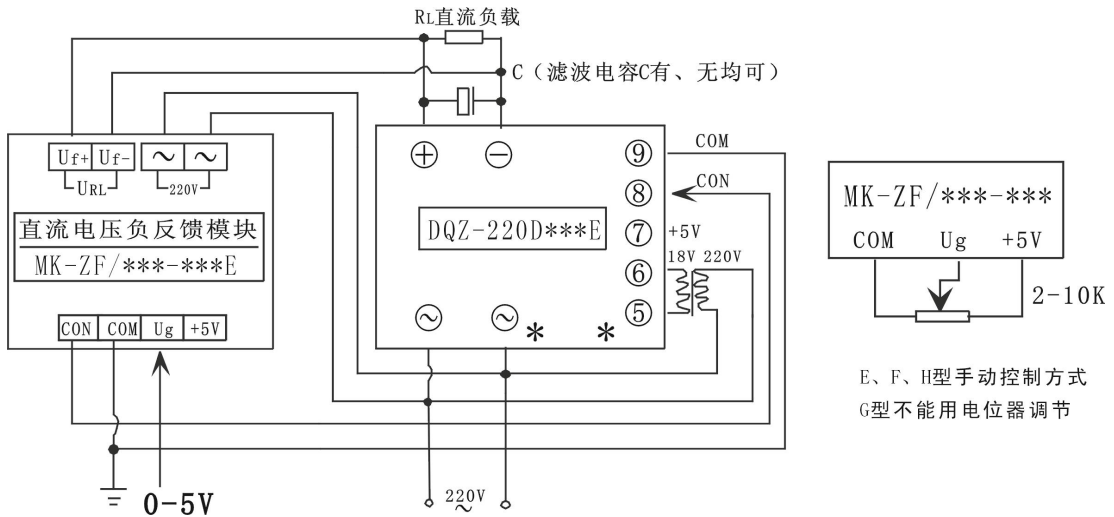 RL直流负载
C（滤波电容C有、无均可）
Uf+ Uf- ~ ~
URL 220V
直流电压负反馈模块
MK-ZF/***-***E
CON COM Ug +5V
0-5V
+ −
DQZ-220D***E
⑨ COM
⑧ CON
⑦ +5V
18V 220V
⑥
⑤
~ ~ * *
220V
~
MK-ZF/***-***
COM Ug +5V
2-10K
E、F、H型手动控制方式
G型不能用电位器调节